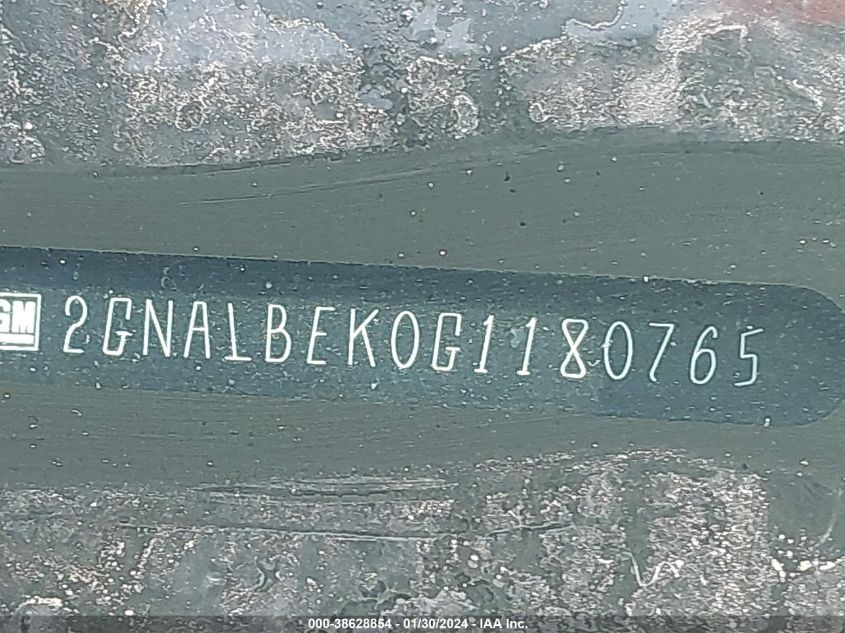 GM 2GNALBEK0G1180765
000-38628854 - 01/30/2024 - IAA Inc.